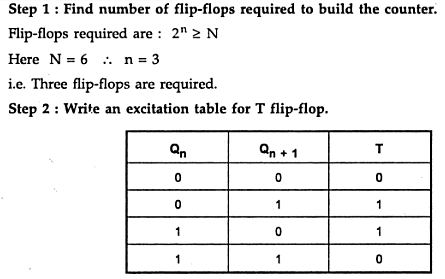 Step 1 : Find number of flip-flops required to build the counter.
Flip-flops required are : 2ⁿ ≥ N
Here N = 6 ∴ n = 3
i.e. Three flip-flops are required.
Step 2 : Write an excitation table for T flip-flop.
Qₙ Qₙ ₊ ₁ T
0 0 0
0 1 1
1 0 1
1 1 0